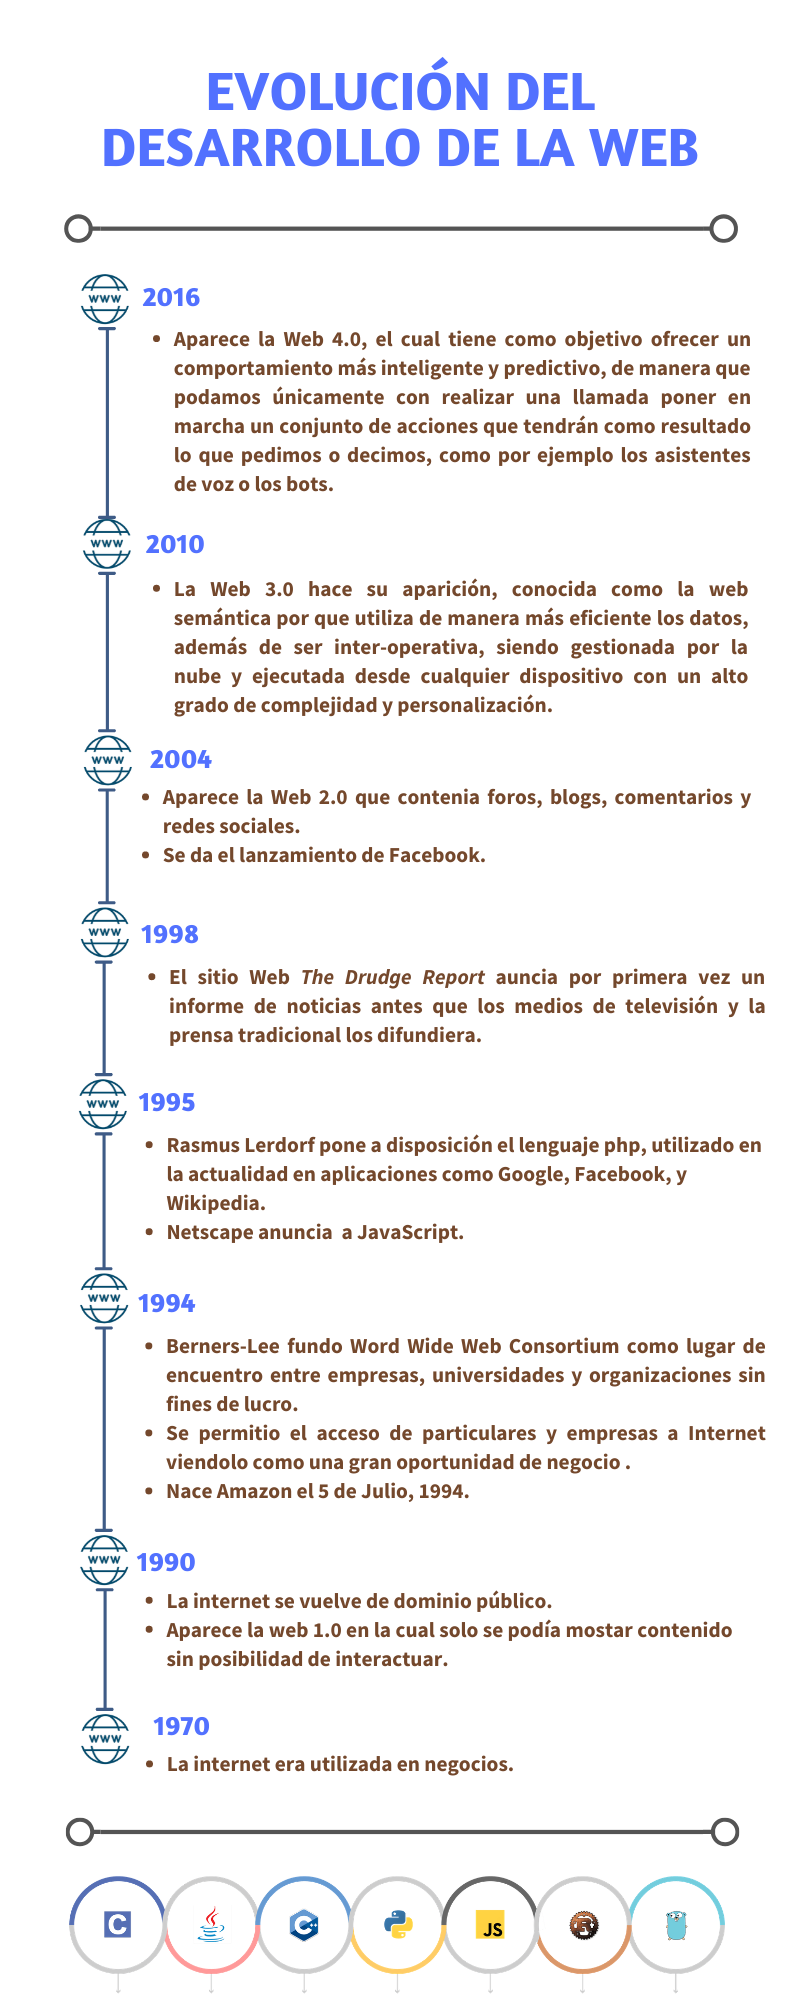 EVOLUCIÓN DEL
DESARROLLO DE LA WEB
WWW
2016
• Aparece la Web 4.0, el cual tiene como objetivo ofrecer un
comportamiento más inteligente y predictivo, de manera que
podamos únicamente con realizar una llamada poner en
marcha un conjunto de acciones que tendrán como resultado
lo que pedimos o decimos, como por ejemplo los asistentes
de voz o los bots.
WWW
2010
• La Web 3.0 hace su aparición, conocida como la web
semántica por que utiliza de manera más eficiente los datos,
además de ser inter-operativa, siendo gestionada por la
nube y ejecutada desde cualquier dispositivo con un alto
grado de complejidad y personalización.
WWW
2004
• Aparece la Web 2.0 que contenia foros, blogs, comentarios y
redes sociales.
• Se da el lanzamiento de Facebook.
WWW
1998
• El sitio Web The Drudge Report auncia por primera vez un
informe de noticias antes que los medios de televisión y la
prensa tradicional los difundiera.
WWW
1995
• Rasmus Lerdorf pone a disposición el lenguaje php, utilizado en
la actualidad en aplicaciones como Google, Facebook, y
Wikipedia.
• Netscape anuncia  a JavaScript.
WWW
1994
• Berners-Lee fundo Word Wide Web Consortium como lugar de
encuentro entre empresas, universidades y organizaciones sin
fines de lucro.
• Se permitio el acceso de particulares y empresas a Internet
viendolo como una gran oportunidad de negocio .
• Nace Amazon el 5 de Julio, 1994.
WWW
1990
• La internet se vuelve de dominio público.
• Aparece la web 1.0 en la cual solo se podía mostar contenido
sin posibilidad de interactuar.
WWW
1970
• La internet era utilizada en negocios.
C
C++
JS
R